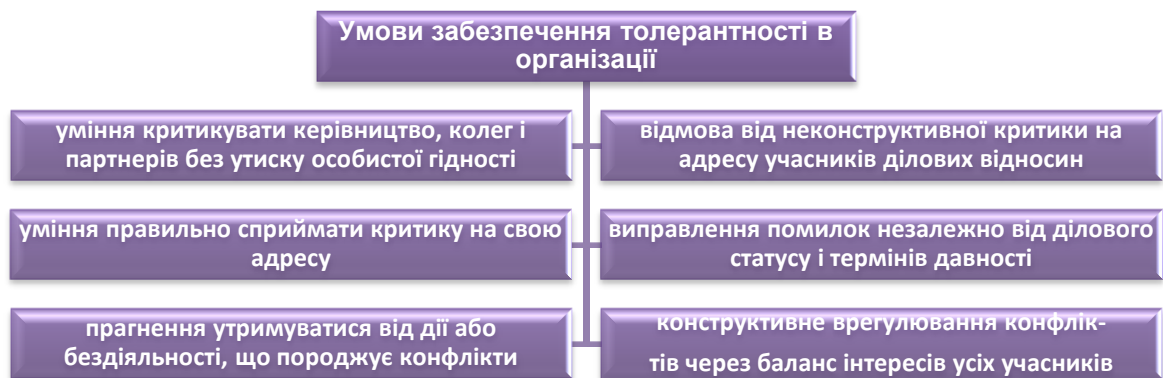 Умови забезпечення толерантності в
організації
уміння критикувати керівництво, колег і
партнерів без утиску особистої гідності
відмова від неконструктивної критики на
адресу учасників ділових відносин
уміння правильно сприймати критику на свою
адресу
виправлення помилок незалежно від ділового
статусу і термінів давності
прагнення утримуватися від дії або
бездіяльності, що породжує конфлікти
конструктивне врегулювання конфлік-
тів через баланс інтересів усіх учасників